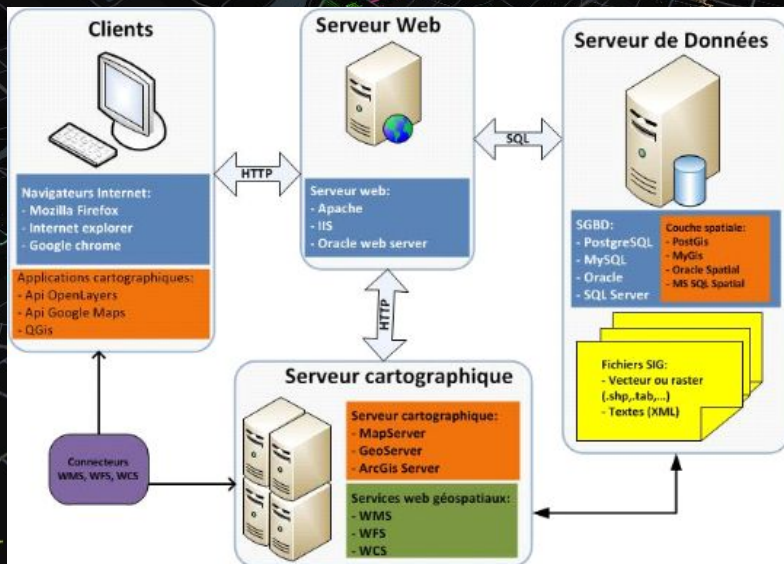 Clients
Navigateurs Internet:
- Mozilla Firefox
- Internet explorer
- Google chrome
Applications cartographiques:
- Api OpenLayers
- Api Google Maps
- QGis
HTTP
Serveur Web
Serveur web:
- Apache
- IIS
- Oracle web server
SQL
Serveur de Données
SGBD:
- PostgreSQL
- MySQL
- Oracle
- SQL Server
Couche spatiale:
- PostGis
- MyGis
- Oracle Spatial
- MS SQL Spatial
Fichiers SIG:
- Vecteur ou raster
(.shp,.tab,...)
- Textes (XML)
HTTP
Serveur cartographique
Serveur cartographique:
- MapServer
- GeoServer
- ArcGis Server
Services web géospatiaux:
- WMS
- WFS
- WCS
Connecteurs
WMS, WFS, WCS